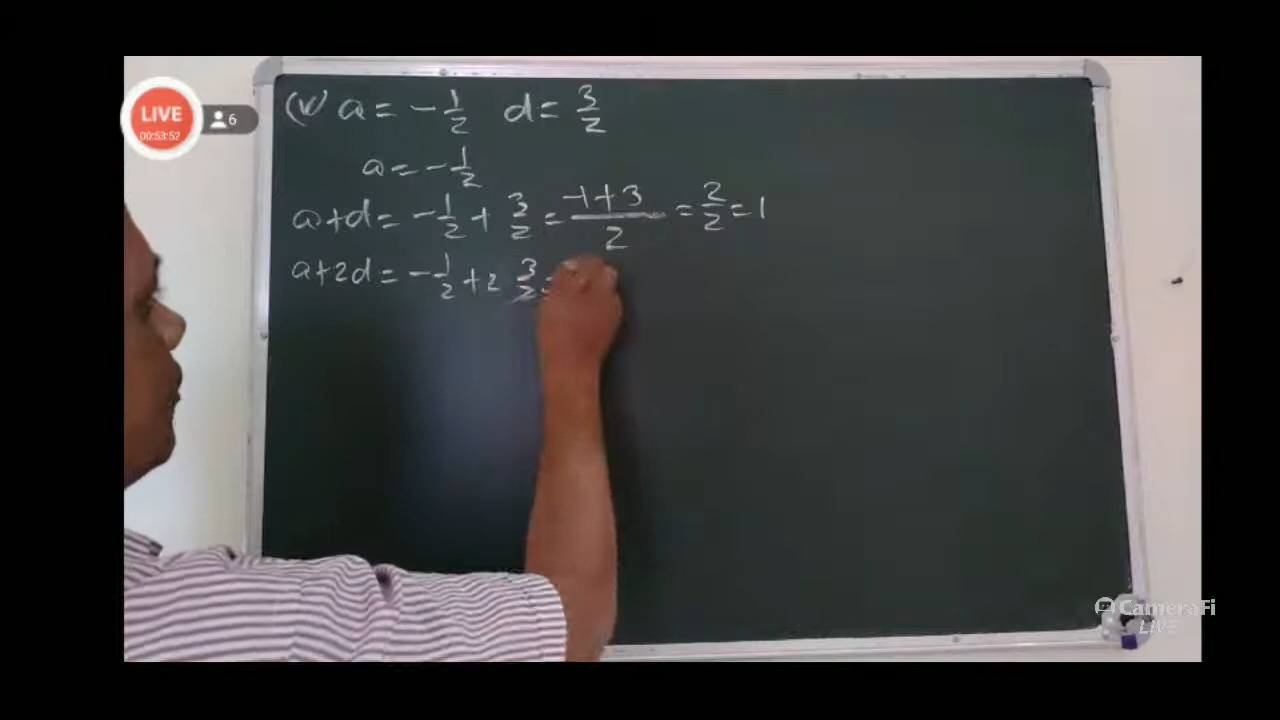 LIVE
00:53:52
6
(v) a = -1/2 d = 3/2
a = -1/2
a+d = -1/2 + 3/2 = -1+3/2 = 2/2 = 1
a+2d = -1/2 + 2 3/2 =
CameraFi
LIVE